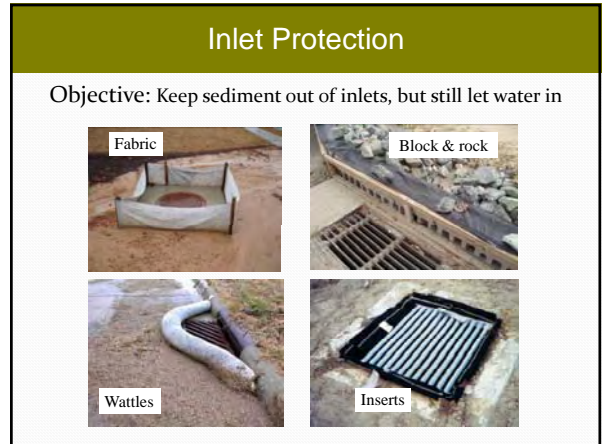 Inlet Protection
Objective: Keep sediment out of inlets, but still let water in
Fabric
Block & rock
Wattles
Inserts